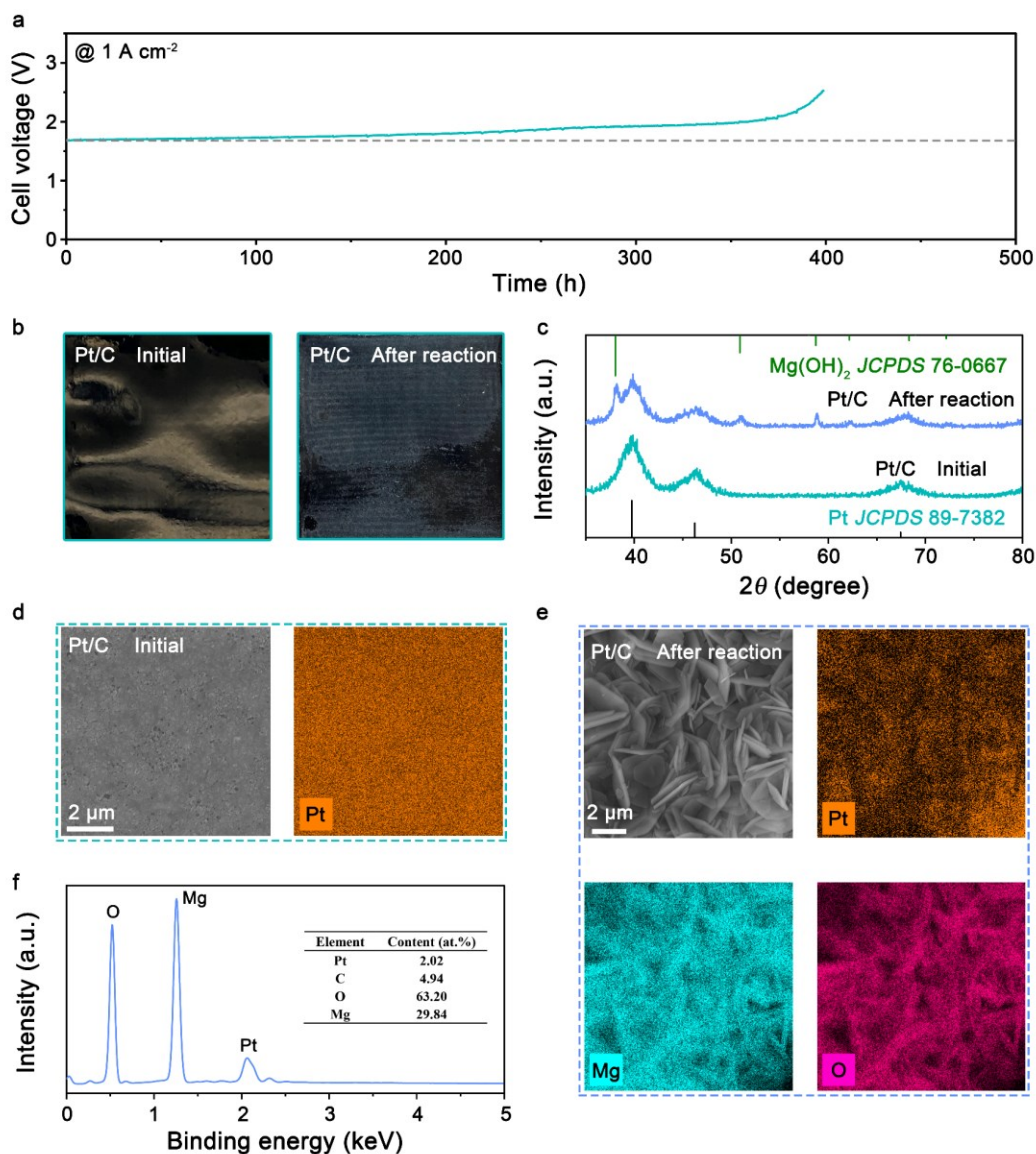 a
@ 1 A cm⁻²
Cell voltage (V)
3
2
1
0
0 100 200 300 400 500
Time (h)
b
Pt/C Initial
Pt/C After reaction
c
Intensity (a.u.)
Mg(OH)₂ JCPDS 76-0667
Pt/C After reaction
Pt/C Initial
Pt JCPDS 89-7382
40 50 60 70 80
2θ (degree)
d
Pt/C Initial
2 μm
Pt
e
Pt/C After reaction
2 μm
Pt
Mg
O
f
Intensity (a.u.)
O
Mg
Pt
Element Content (at.%)
Pt 2.02
C 4.94
O 63.20
Mg 29.84
0 1 2 3 4 5
Binding energy (keV)